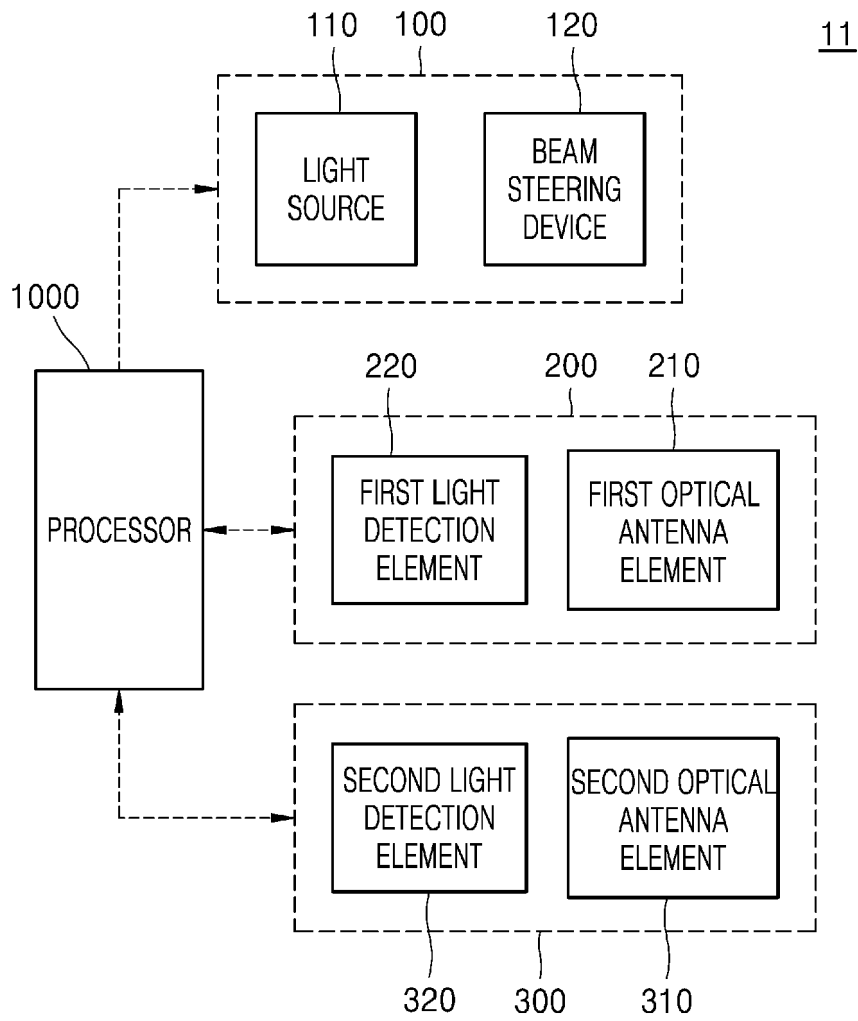 11
110
100
120
LIGHT
SOURCE
BEAM
STEERING
DEVICE
1000
PROCESSOR
220
200
210
FIRST LIGHT
DETECTION
ELEMENT
FIRST OPTICAL
ANTENNA
ELEMENT
SECOND LIGHT
DETECTION
ELEMENT
SECOND OPTICAL
ANTENNA
ELEMENT
320
300
310